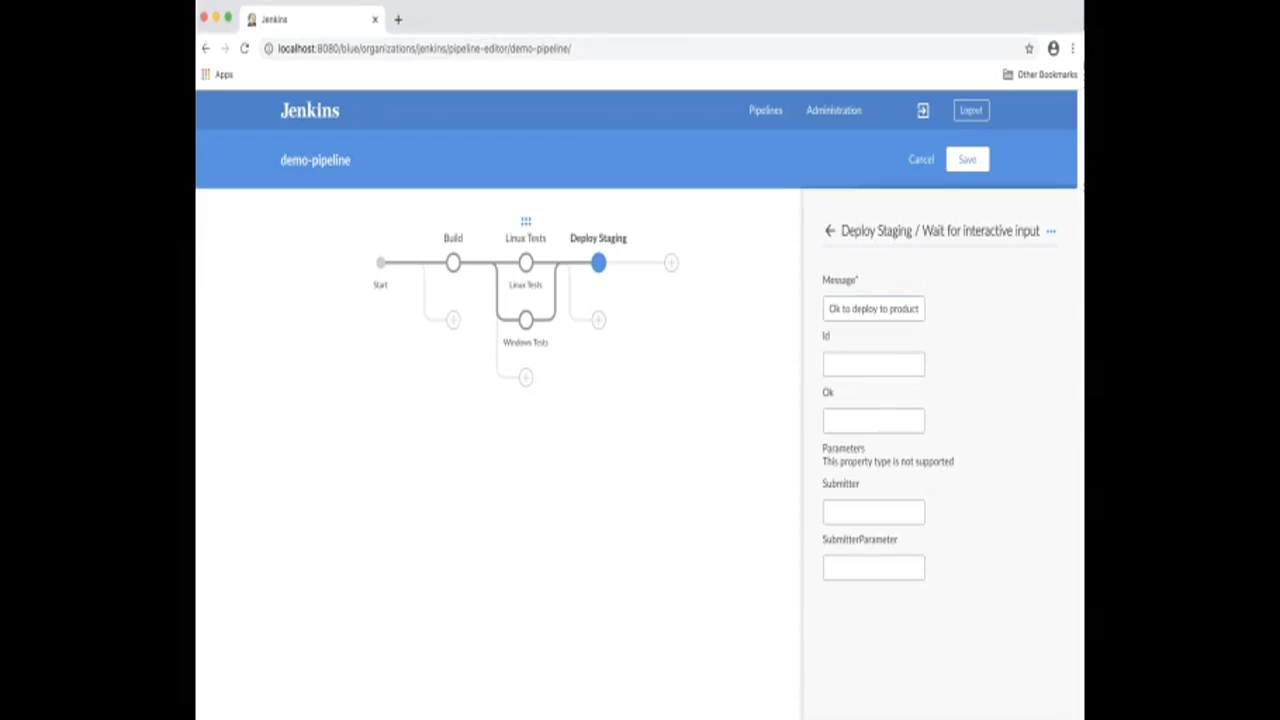 Jenkins
localhost:8080/blue/organizations/jenkins/pipeline-editor/demo-pipeline/
Apps
Other Bookmarks
Jenkins
Pipelines
Administration
Logout
demo-pipeline
Cancel
Save
Build
Linux Tests
Deploy Staging
Start
Linux Tests
Windows Tests
Deploy Staging / Wait for interactive input
Message*
Ok to deploy to product
Id
Ok
Parameters
This property type is not supported
Submitter
SubmitterParameter